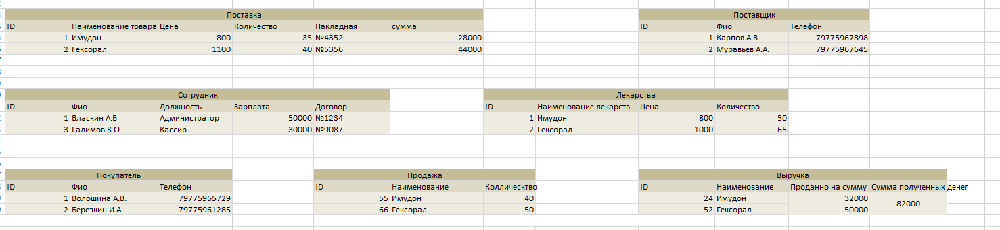 Поставка Поставщик
ID Наименование товара Цена Количество Накладная сумма ID Фио Телефон
1 Имудон 800 35 №4352 28000 1 Карпов А.В. 79775967898
2 Гексорал 1100 40 №5356 44000 2 Муравьев А.А. 79775967645
Сотрудник Лекарства
ID Фио Должность Зарплата Договор ID Наименование лекарств Цена Количество
1 Власкин А.В Администратор 50000 №1234 1 Имудон 800 50
3 Галимов К.О Кассир 30000 №9087 2 Гексорал 1000 65
Покупатель Продажа Выручка
ID Фио Телефон ID Наименование Колличецктво ID Наименование Проданно на сумму Сумма полученных денег
1 Волошина А.В. 79775965729 55 Имудон 40 24 Имудон 32000 82000
2 Березкин И.А. 79775961285 66 Гексорал 50 52 Гексорал 50000